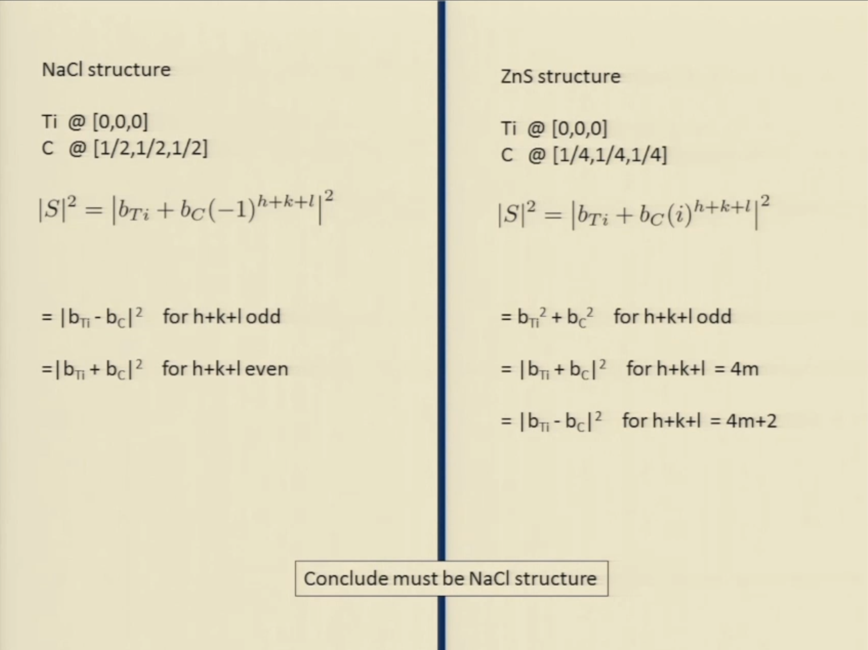 NaCl structure
Ti @ [0,0,0]
C @ [1/2,1/2,1/2]
|S|² = |b_Ti + b_C(−1)^{h+k+l}|²
= |b_Ti - b_C|² for h+k+l odd
=|b_Ti + b_C|² for h+k+l even
ZnS structure
Ti @ [0,0,0]
C @ [1/4,1/4,1/4]
|S|² = |b_Ti + b_C(i)^{h+k+l}|²
= b_Ti² + b_C² for h+k+l odd
= |b_Ti + b_C|² for h+k+l = 4m
= |b_Ti - b_C|² for h+k+l = 4m+2
Conclude must be NaCl structure